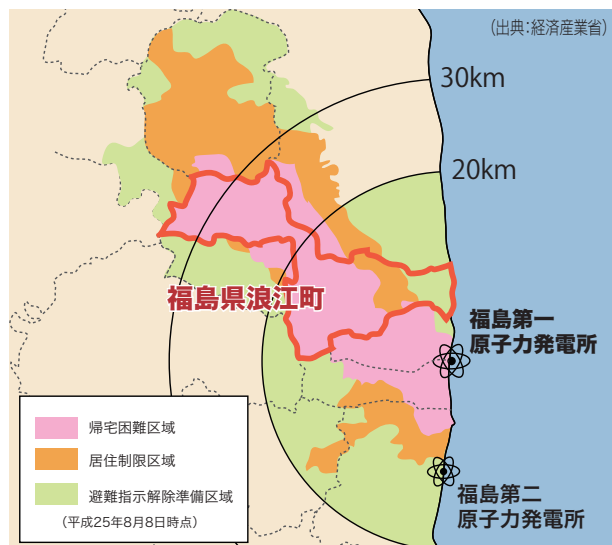 (出典:経済産業省)
30km
20km
福島県浪江町
福島第一
原子力発電所
帰宅困難区域
居住制限区域
避難指示解除準備区域
(平成25年8月8日時点)
福島第二
原子力発電所